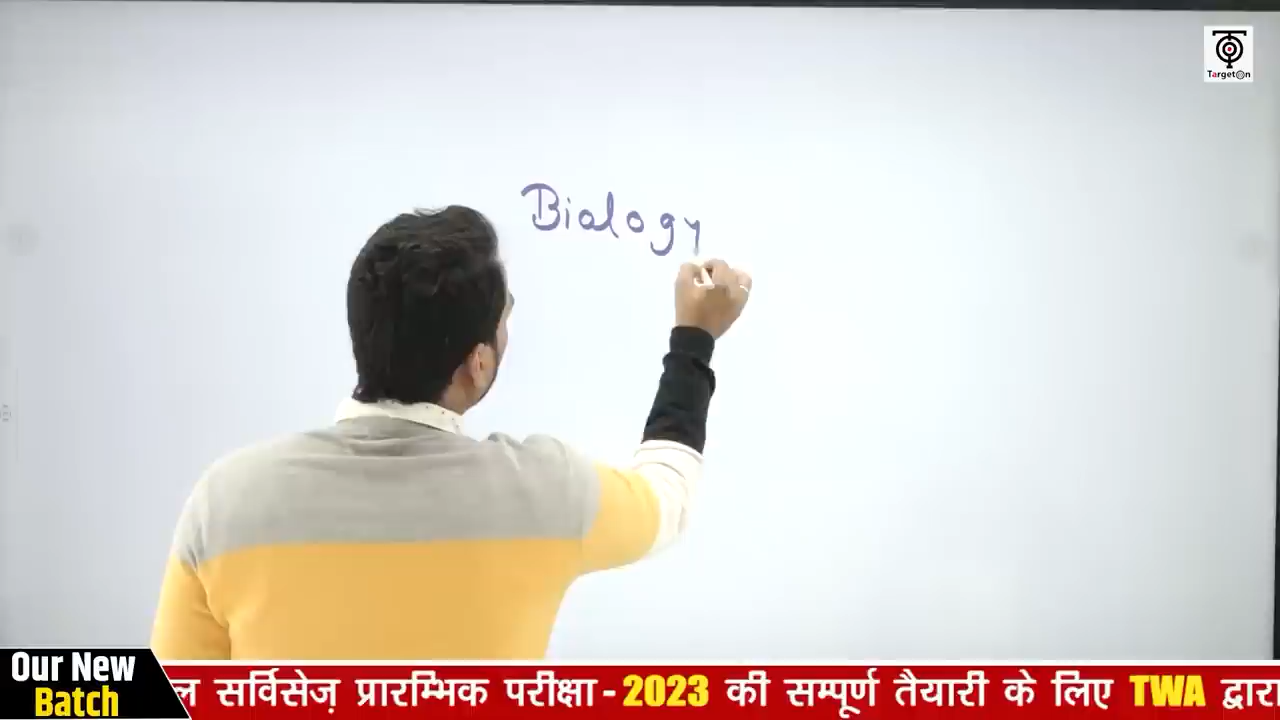 TargetOn
Biology
Our New
Batch
सर्विसेज़ प्रारम्भिक परीक्षा - 2023 की सम्पूर्ण तैयारी के लिए TWA द्वारा